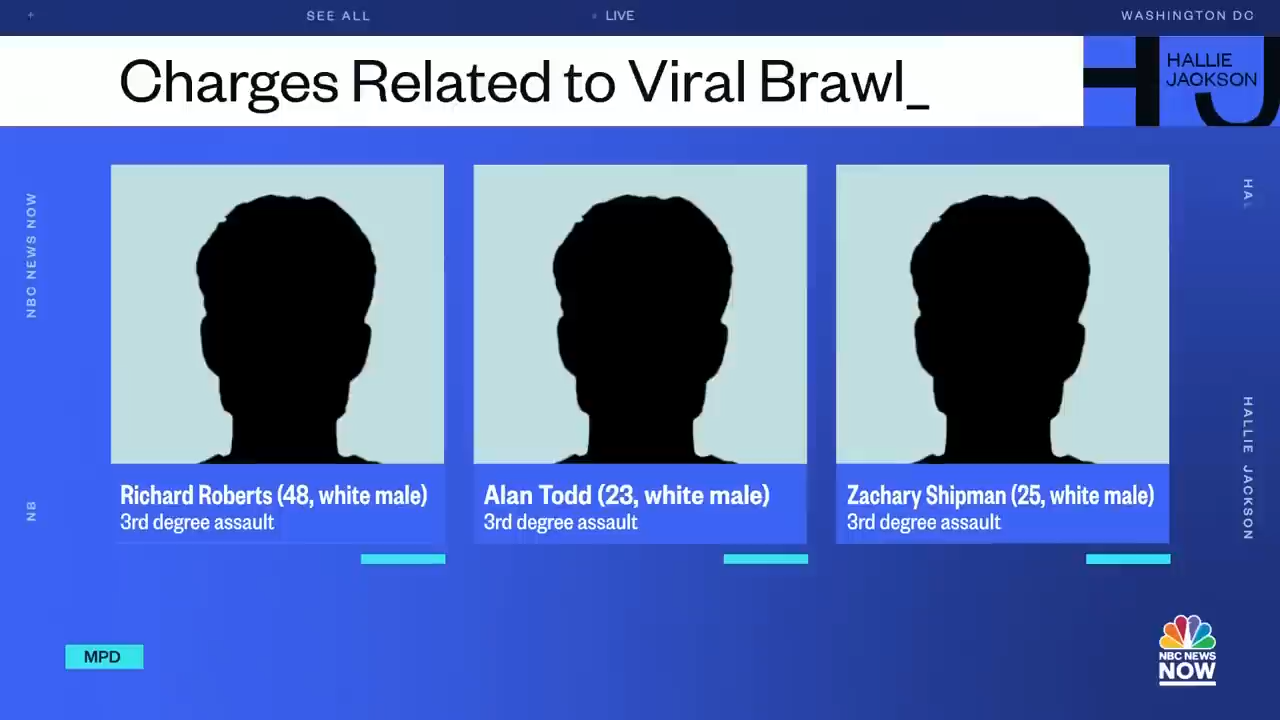 SEE ALL
LIVE
WASHINGTON DC
Charges Related to Viral Brawl_
HJ
HALLIE
JACKSON
NBC NEWS NOW
HA
Richard Roberts (48, white male)
3rd degree assault
Alan Todd (23, white male)
3rd degree assault
Zachary Shipman (25, white male)
3rd degree assault
NB
HALLIE JACKSON
MPD
NBC NEWS
NOW